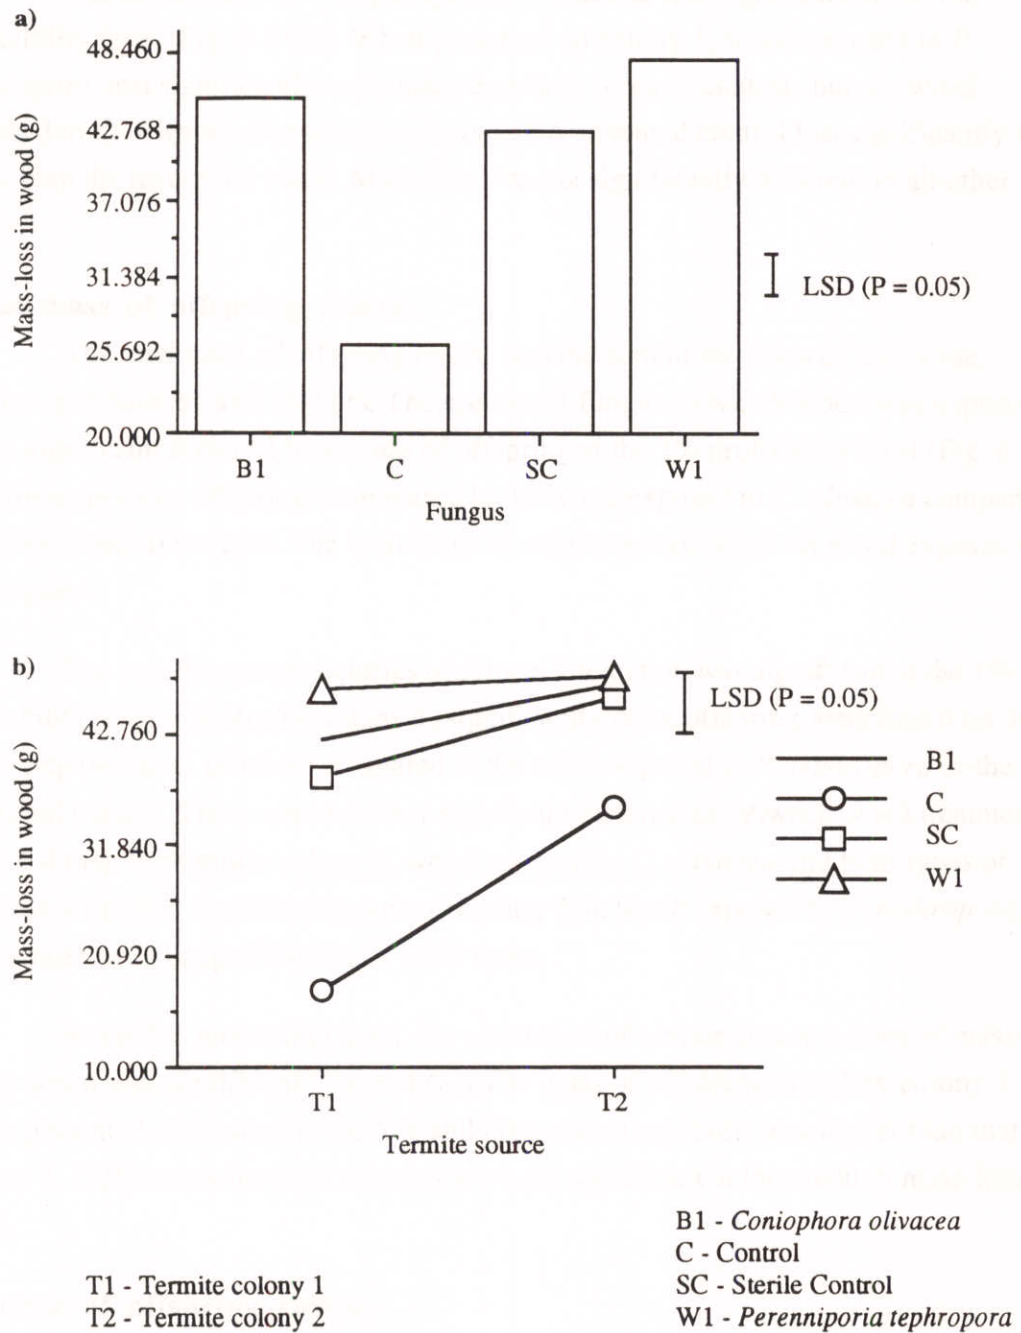 a)
Mass-loss in wood (g)
48.460
42.768
37.076
31.384
25.692
20.000
B1 C SC W1
Fungus
LSD (P = 0.05)
b)
Mass-loss in wood (g)
42.760
31.840
20.920
10.000
T1 T2
Termite source
LSD (P = 0.05)
B1
C
SC
W1
B1 - Coniophora olivacea
C - Control
SC - Sterile Control
W1 - Perenniporia tephropora
T1 - Termite colony 1
T2 - Termite colony 2